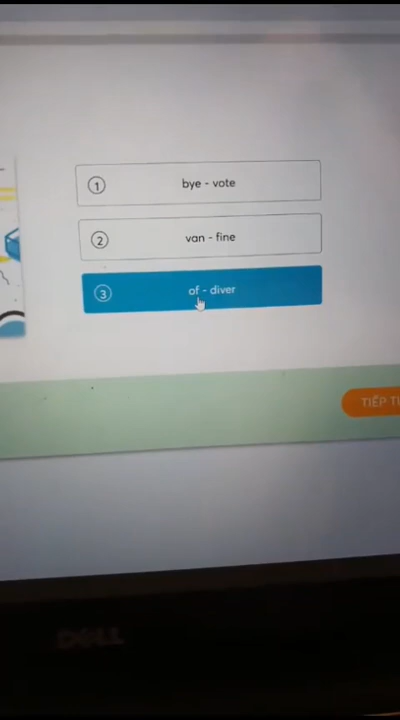 1 bye - vote
2 van - fine
3 of - diver
TIẾP
DELL